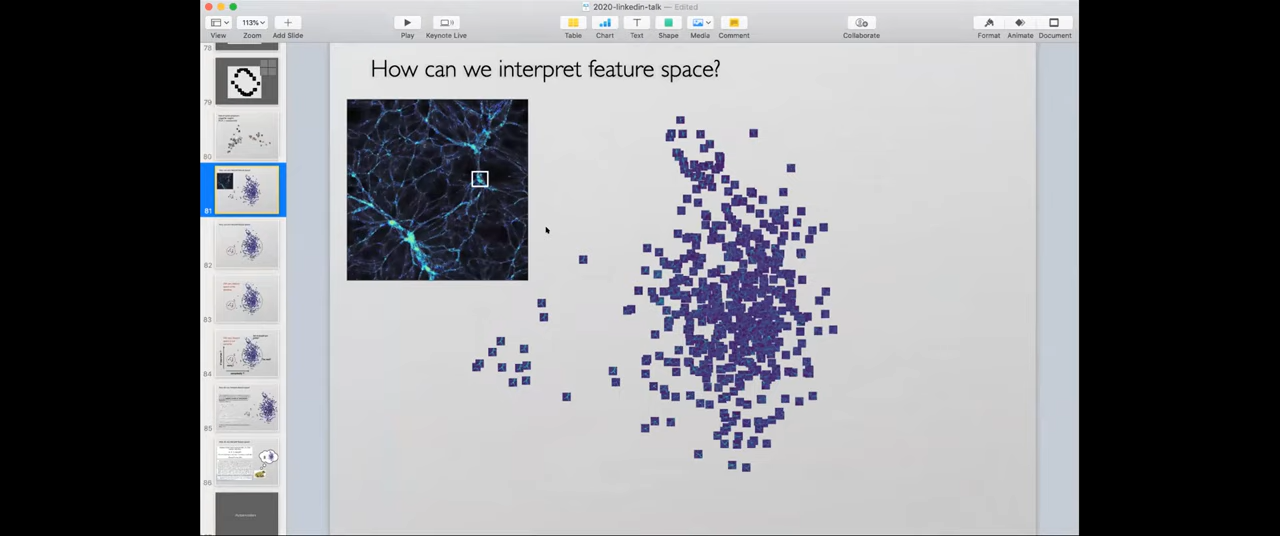 2020-linkedin-talk — Edited
113%
View
Zoom
Add Slide
Play
Keynote Live
Table
Chart
Text
Shape
Media
Comment
Collaborate
Format
Animate
Document
78
79
80
81
82
83
84
85
86
How can we interpret feature space?